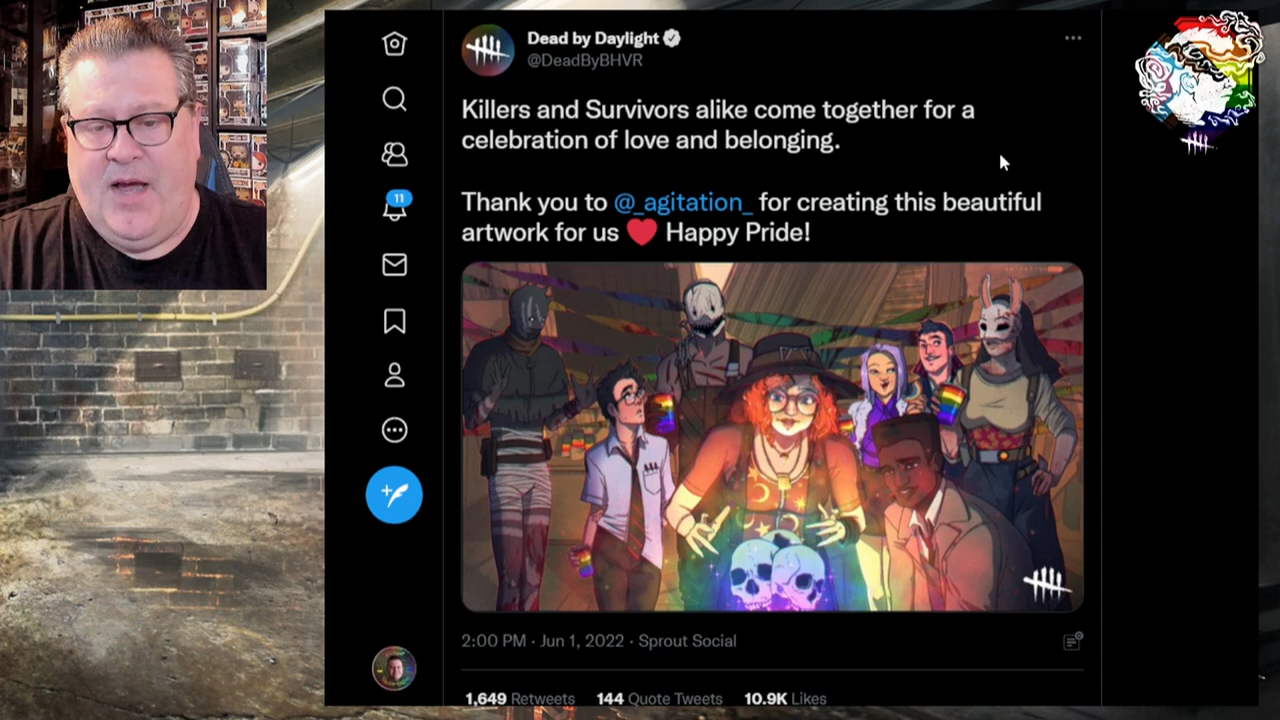 Dead by Daylight
@DeadByBHVR
Killers and Survivors alike come together for a
celebration of love and belonging.
Thank you to @_agitation_ for creating this beautiful
artwork for us ❤️ Happy Pride!
11
2:00 PM · Jun 1, 2022 · Sprout Social
1,649 Retweets 144 Quote Tweets 10.9K Likes